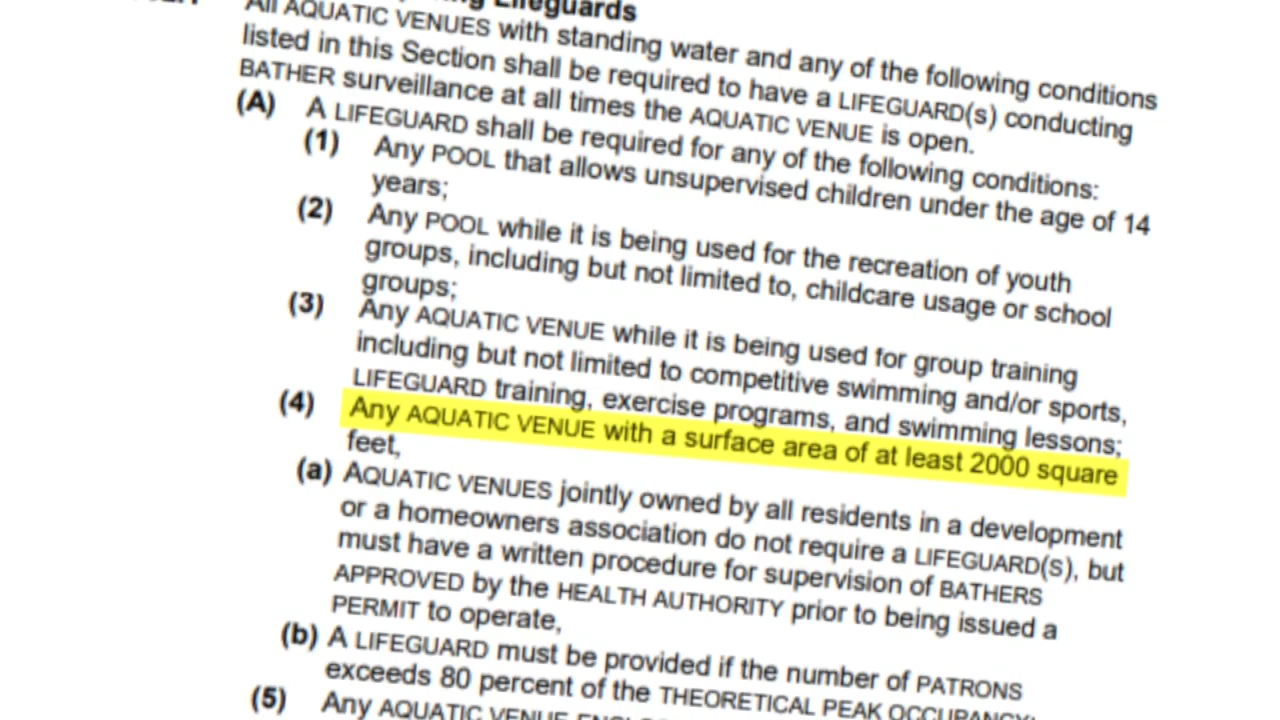 Lifeguards
All AQUATIC VENUES with standing water and any of the following conditions
listed in this Section shall be required to have a LIFEGUARD(s) conducting
BATHER surveillance at all times the AQUATIC VENUE is open.
(A) A LIFEGUARD shall be required for any of the following conditions:
(1) Any POOL that allows unsupervised children under the age of 14
years;
(2) Any POOL while it is being used for the recreation of youth
groups, including but not limited to, childcare usage or school
groups;
(3) Any AQUATIC VENUE while it is being used for group training
including but not limited to competitive swimming and/or sports,
LIFEGUARD training, exercise programs, and swimming lessons;
(4) Any AQUATIC VENUE with a surface area of at least 2000 square
feet,
(a) AQUATIC VENUES jointly owned by all residents in a development
or a homeowners association do not require a LIFEGUARD(S), but
must have a written procedure for supervision of BATHERS
APPROVED by the HEALTH AUTHORITY prior to being issued a
PERMIT to operate,
(b) A LIFEGUARD must be provided if the number of PATRONS
exceeds 80 percent of the THEORETICAL PEAK OCCUPANCY;
(5) Any AQUATIC VENUE